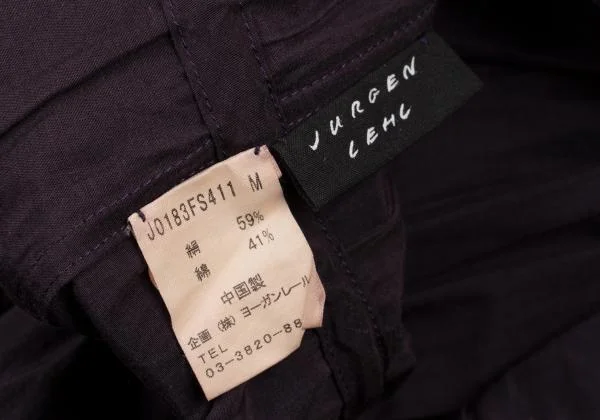 JURGEN
LEHL
J0183FS411 M
絹 59%
綿 41%
中国製
企画 (株) ヨーガンレール
TEL
03-3820-88